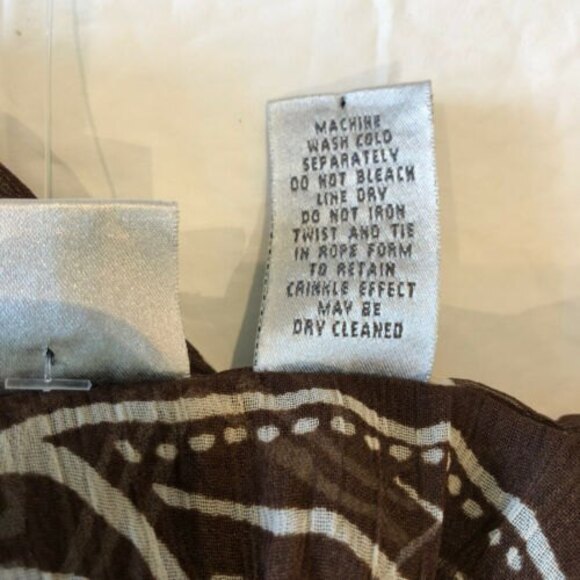 MACHINE
WASH COLD
SEPARATELY
DO NOT BLEACH
LINE DRY
DO NOT IRON
TWIST AND TIE
IN ROPE FORM
TO RETAIN
CRINKLE EFFECT
MAY BE
DRY CLEANED